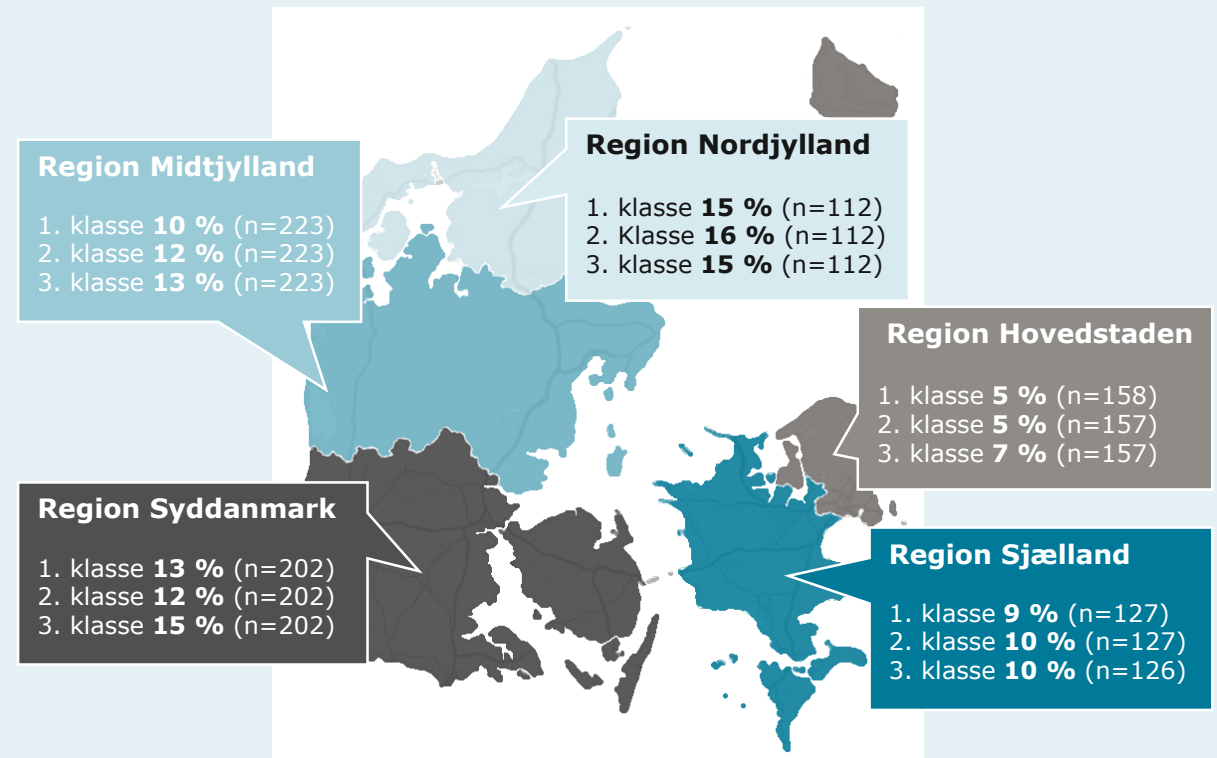 Region Midtjylland
1. klasse 10 % (n=223)
2. klasse 12 % (n=223)
3. klasse 13 % (n=223)
Region Nordjylland
1. klasse 15 % (n=112)
2. Klasse 16 % (n=112)
3. klasse 15 % (n=112)
Region Hovedstaden
1. klasse 5 % (n=158)
2. klasse 5 % (n=157)
3. klasse 7 % (n=157)
Region Syddanmark
1. klasse 13 % (n=202)
2. klasse 12 % (n=202)
3. klasse 15 % (n=202)
Region Sjælland
1. klasse 9 % (n=127)
2. klasse 10 % (n=127)
3. klasse 10 % (n=126)